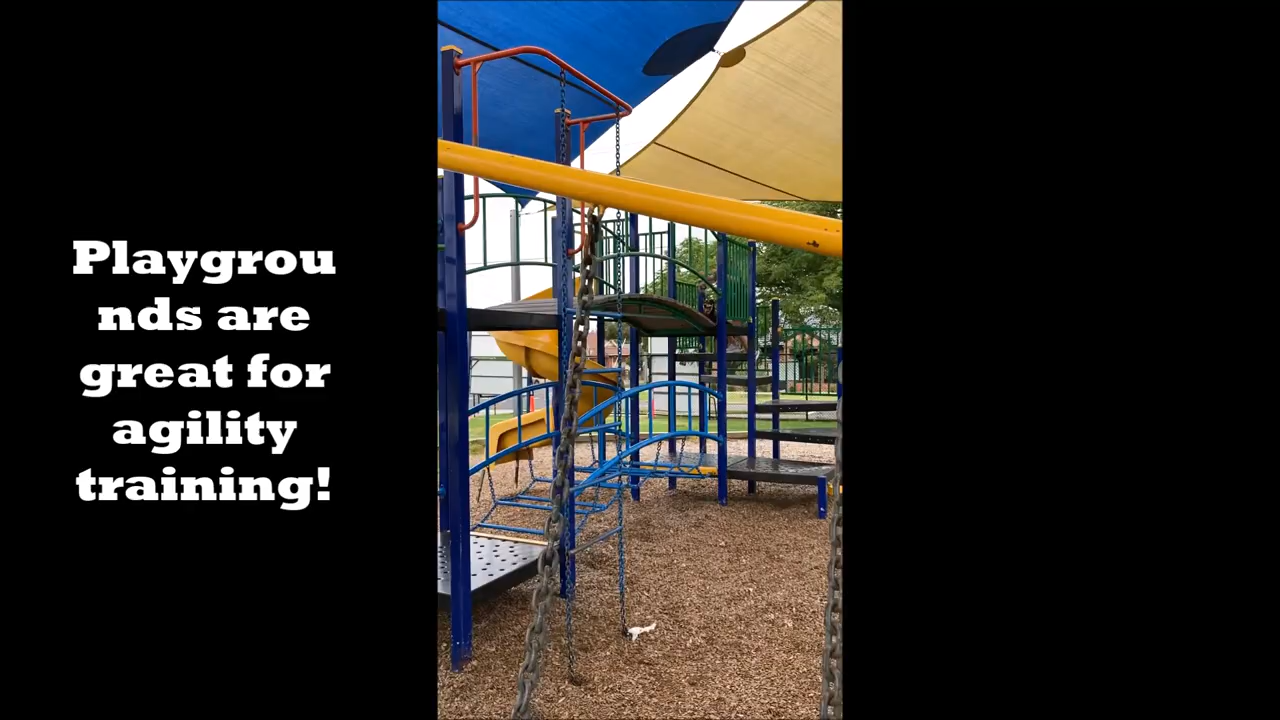 Playgrou
nds are
great for
agility
training!